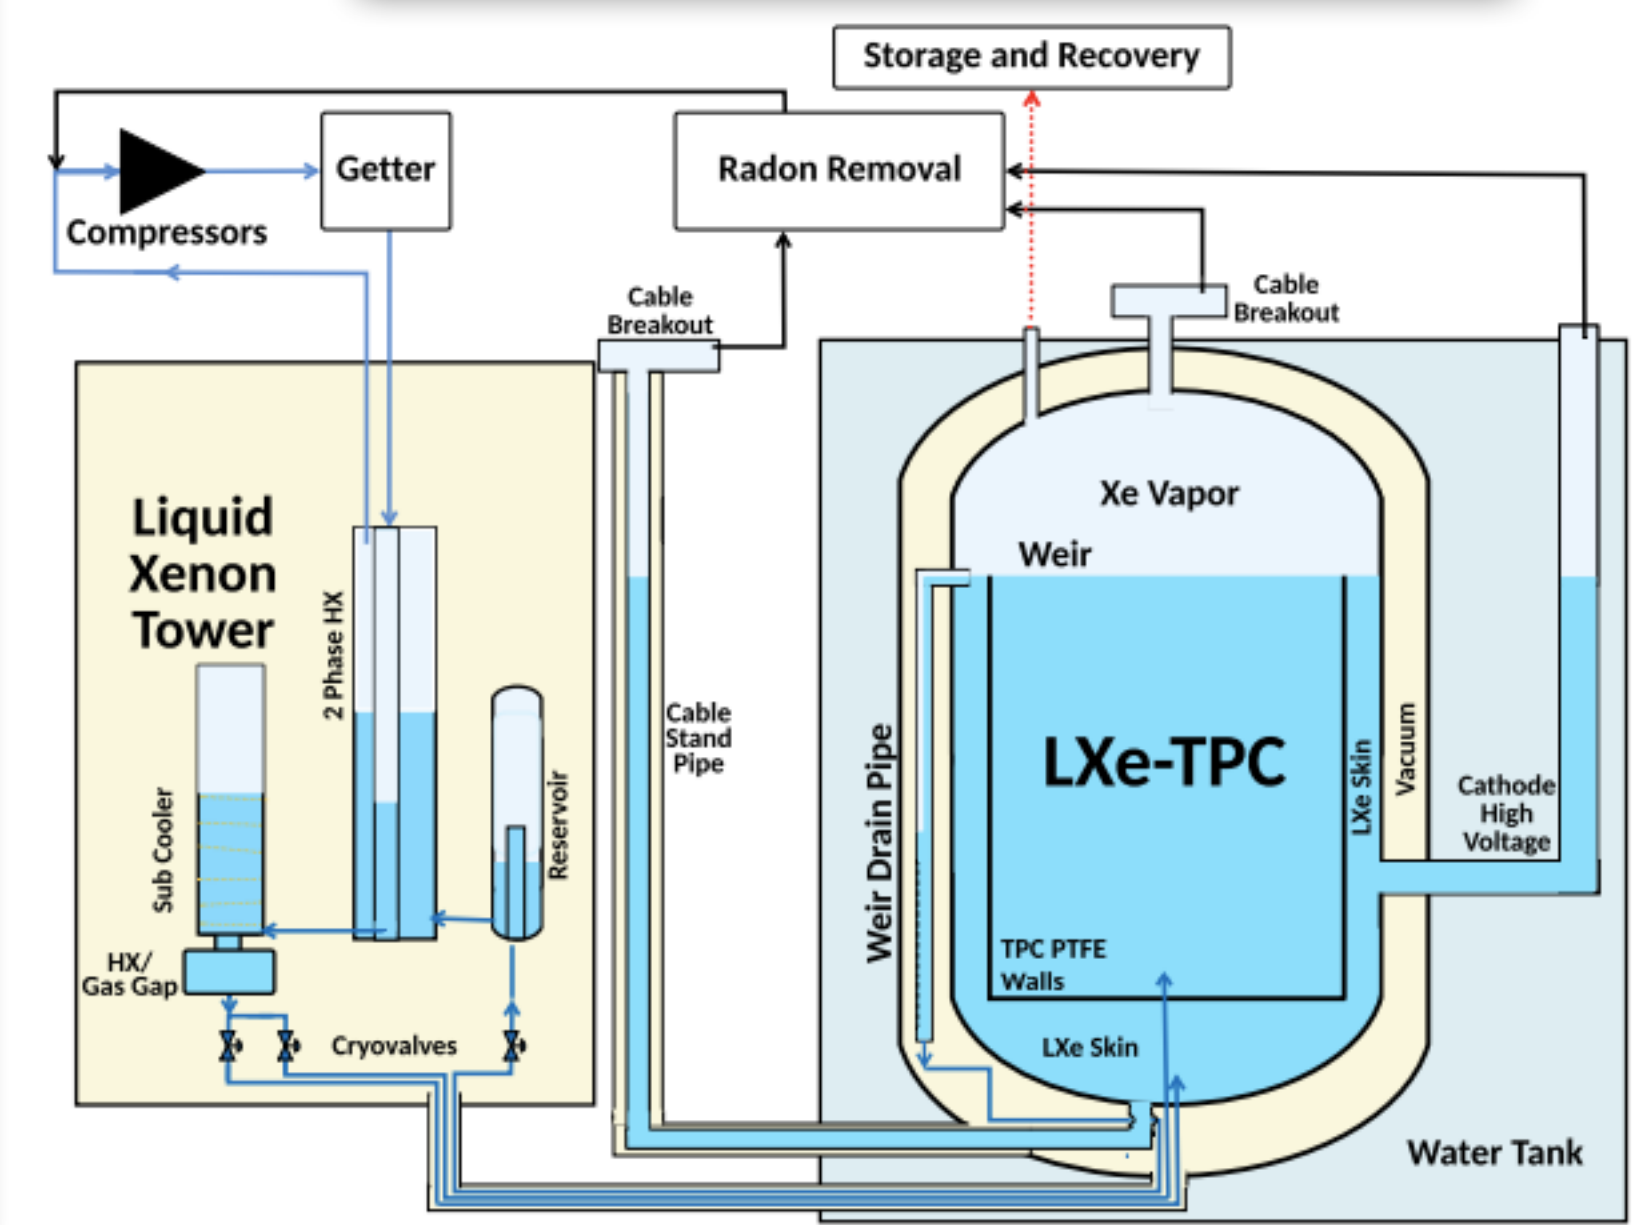 Storage and Recovery
Getter
Radon Removal
Compressors
Cable
Breakout
Cable
Breakout
Liquid
Xenon
Tower
2 Phase HX
Sub Cooler
Reservoir
HX/
Gas Gap
Cryovalves
Cable
Stand
Pipe
Xe Vapor
Weir
Weir Drain Pipe
LXe-TPC
LXe Skin
Vacuum
Cathode
High
Voltage
TPC PTFE
Walls
LXe Skin
Water Tank